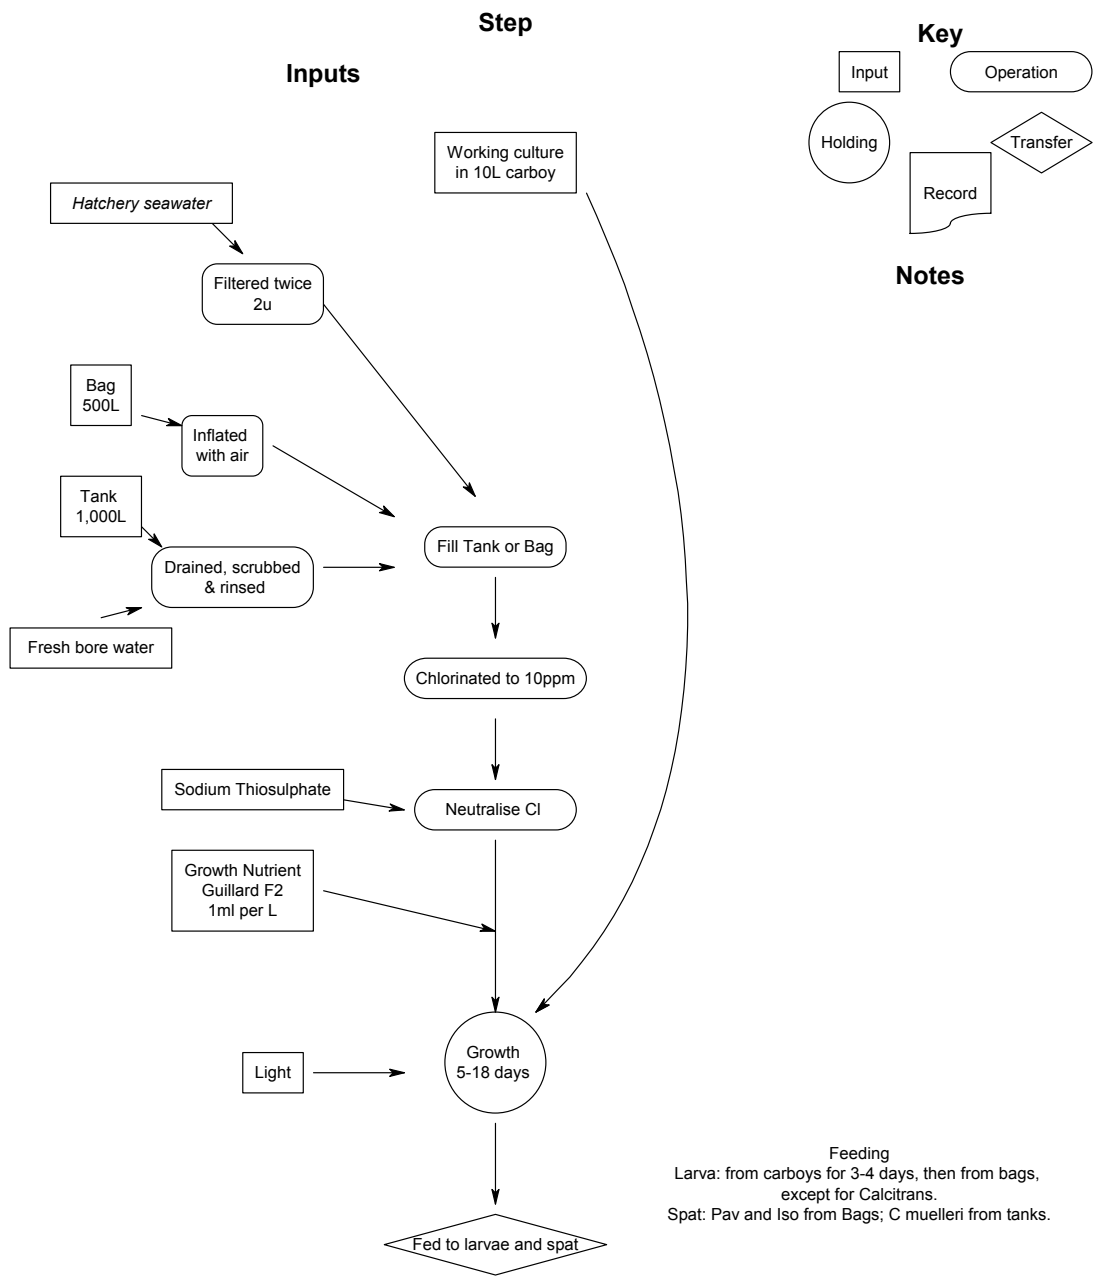 Step
Key
Inputs
Input
Operation
Holding
Transfer
Record
Notes
Working culture
in 10L carboy
Hatchery seawater
Filtered twice
2u
Bag
500L
Inflated
with air
Tank
1,000L
Drained, scrubbed
& rinsed
Fresh bore water
Fill Tank or Bag
Chlorinated to 10ppm
Sodium Thiosulphate
Neutralise Cl
Growth Nutrient
Guillard F2
1ml per L
Light
Growth
5-18 days
Fed to larvae and spat
Feeding
Larva: from carboys for 3-4 days, then from bags,
except for Calcitrans.
Spat: Pav and Iso from Bags; C muelleri from tanks.